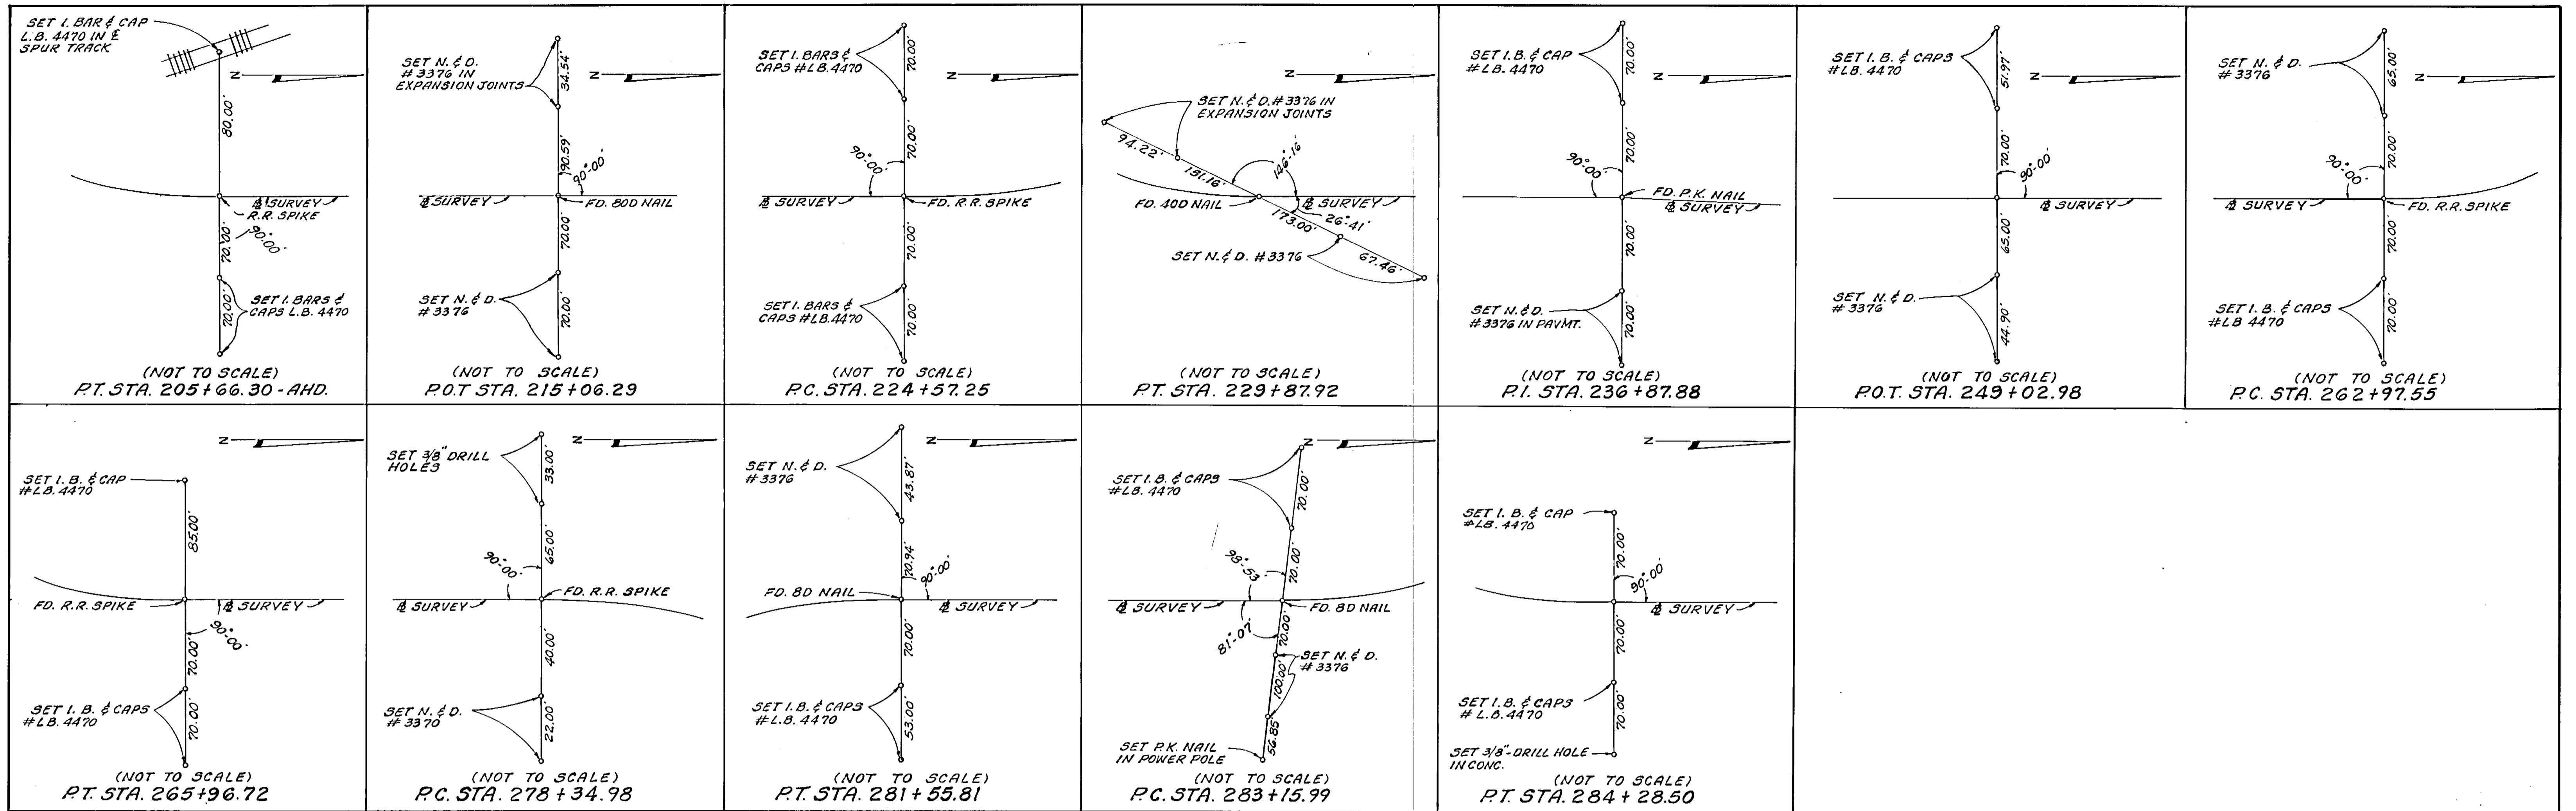 SET I. BAR & CAP
L.B. 4470 IN ℄
SPUR TRACK
80.00'
N
℄ SURVEY
R.R. SPIKE
70.00'
90°-00'
70.00'
SET I. BARS &
CAPS L.B. 4470
(NOT TO SCALE)
P.T. STA. 205+66.30-AHD.
SET N. & D.
#3376 IN
EXPANSION JOINTS
34.54'
N
90.59'
90°-00'
℄ SURVEY
FD. 80D NAIL
70.00'
SET N. & D.
#3376
70.00'
(NOT TO SCALE)
P.O.T STA. 215+06.29
SET I. BARS &
CAPS #LB.4470
70.00'
N
70.00'
90°-00'
℄ SURVEY
FD. R.R. SPIKE
70.00'
SET I. BARS &
CAPS #LB.4470
70.00'
(NOT TO SCALE)
P.C. STA. 224+57.25
N
SET N. & D. #3376 IN
EXPANSION JOINTS
94.22'
151.16'
146°-16'
FD. 40D NAIL
℄ SURVEY
26°-41'
173.00'
SET N. & D. #3376
67.46'
(NOT TO SCALE)
P.T. STA. 229+87.92
SET I.B. & CAP
#LB. 4470
70.00'
N
70.00'
90°-00'
FD. P.K. NAIL
℄ SURVEY
70.00'
SET N. & D.
#3376 IN PAVMT.
70.00'
(NOT TO SCALE)
P.I. STA. 236+87.88
SET I.B. & CAPS
#LB. 4470
51.97'
N
70.00'
90°-00'
℄ SURVEY
65.00'
SET N. & D.
#3376
44.90'
(NOT TO SCALE)
P.O.T. STA. 249+02.98
SET N. & D.
#3376
65.00'
N
70.00'
90°-00'
℄ SURVEY
FD. R.R. SPIKE
70.00'
SET I.B. & CAPS
#LB 4470
70.00'
(NOT TO SCALE)
P.C. STA. 262+97.55
N
SET I. B. & CAP
#LB. 4470
85.00'
FD. R.R. SPIKE
℄ SURVEY
90°-00'
70.00'
SET I. B. & CAPS
#LB. 4470
70.00'
(NOT TO SCALE)
P.T. STA. 265+96.72
SET 3/8" DRILL
HOLES
33.00'
N
65.00'
90°-00'
FD. R.R. SPIKE
℄ SURVEY
40.00'
SET N. & D.
#3370
22.00'
(NOT TO SCALE)
P.C. STA. 278+34.98
N
SET N. & D.
#3376
43.87'
70.94'
90°-00'
FD. 8D NAIL
℄ SURVEY
70.00'
SET I. B. & CAPS
#L.B. 4470
53.00'
(NOT TO SCALE)
P.T. STA. 281+55.81
N
SET I.B. & CAPS
#LB. 4470
70.00'
70.00'
98°-53'
℄ SURVEY
FD. 8D NAIL
81°-07'
70.00'
SET N. & D.
#3376
100.00'
56.85
SET P.K. NAIL
IN POWER POLE
(NOT TO SCALE)
P.C. STA. 283+15.99
N
SET I. B. & CAP
#LB. 4470
70.00'
90°-00'
℄ SURVEY
70.00'
SET I.B. & CAPS
# L.B. 4470
70.00'
SET 3/8"-DRILL HOLE
IN CONC.
(NOT TO SCALE)
P.T. STA. 284+28.50